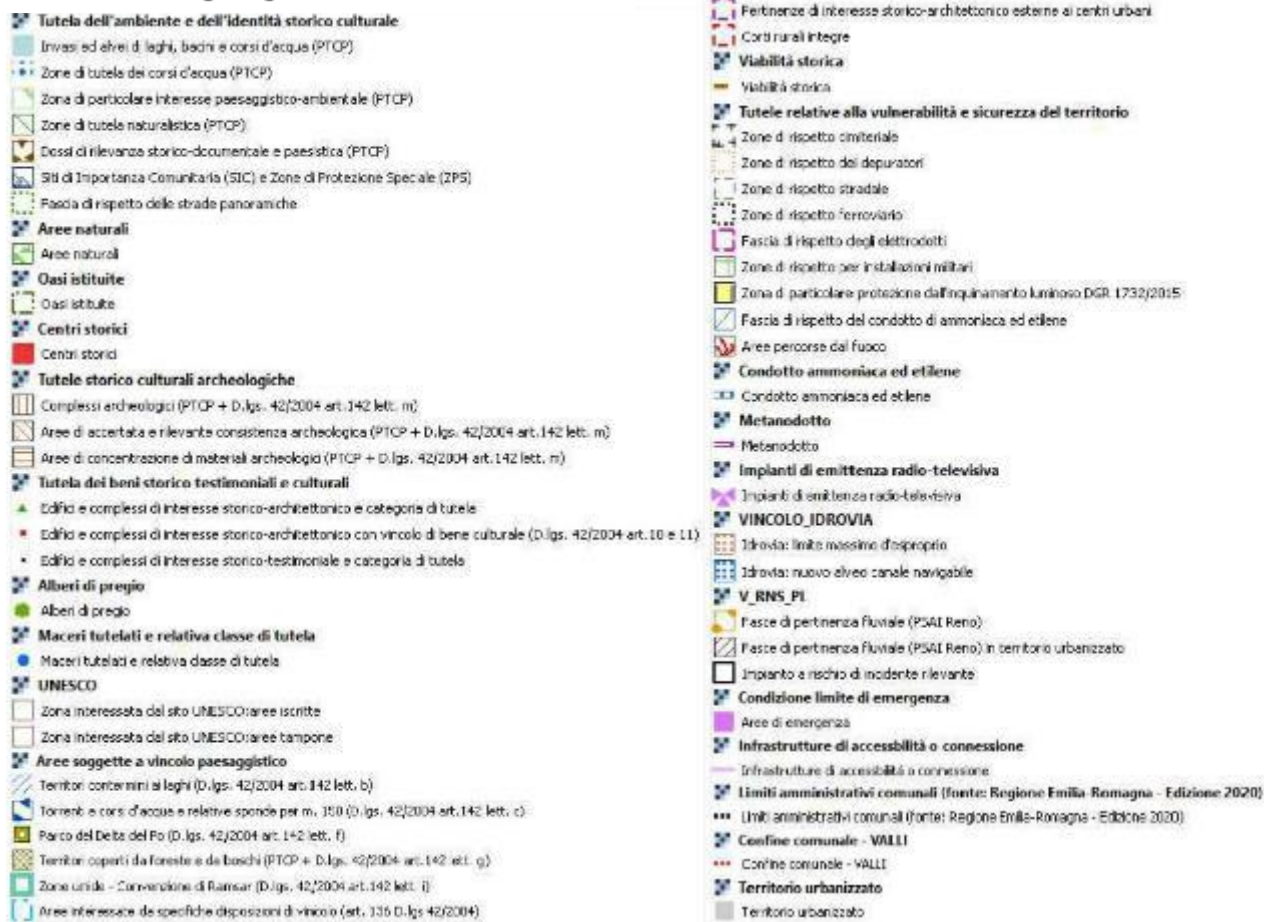 Tutela dell'ambiente e dell'identità storico culturale
Invasi ed alvei di laghi, bacini e corsi d'acqua (PTCP)
Zone di tutela dei corsi d'acqua (PTCP)
Zona di particolare interesse paesaggistico-ambientale (PTCP)
Zone di tutela naturalistica (PTCP)
Dossi di rilevanza storico-documentale e paesistica (PTCP)
Siti di Importanza Comunitaria (SIC) e Zone di Protezione Speciale (ZPS)
Fascia di rispetto delle strade panoramiche
Aree naturali
Aree naturali
Oasi istituite
Oasi istituite
Centri storici
Centri storici
Tutele storico culturali archeologiche
Complessi archeologici (PTCP + D.lgs. 42/2004 art.142 lett. m)
Aree di accertata e rilevante consistenza archeologica (PTCP + D.lgs. 42/2004 art.142 lett. m)
Aree di concentrazione di materiali archeologici (PTCP + D.lgs. 42/2004 art.142 lett. m)
Tutela dei beni storico testimoniali e culturali
Edifici e complessi di interesse storico-architettonico e categoria di tutela
Edifici e complessi di interesse storico-architettonico con vincolo di bene culturale (D.lgs. 42/2004 art.10 e 11)
Edifici e complessi di interesse storico-testimoniale e categoria di tutela
Alberi di pregio
Alberi di pregio
Maceri tutelati e relativa classe di tutela
Maceri tutelati e relativa classe di tutela
UNESCO
Zona interessata dal sito UNESCO:aree iscritte
Zona interessata dal sito UNESCO:aree tampone
Aree soggette a vincolo paesaggistico
Territori contermini ai laghi (D.lgs. 42/2004 art.142 lett. b)
Torrenti e corsi d'acqua e relative sponde per m. 150 (D.lgs. 42/2004 art.142 lett. c)
Parco del Delta del Po (D.lgs. 42/2004 art.142 lett. f)
Territori coperti da foreste e da boschi (PTCP + D.lgs. 42/2004 art.142 lett. g)
Zone umide - Convenzione di Ramsar (D.lgs. 42/2004 art.142 lett. i)
Aree interessate da specifiche disposizioni di vincolo (art. 136 D.lgs 42/2004)
Pertinenze di interesse storico-architettonico esterne ai centri urbani
Corti rurali integre
Viabilità storica
Viabilità storica
Tutele relative alla vulnerabilità e sicurezza del territorio
Zone di rispetto cimiteriale
Zone di rispetto dei depuratori
Zone di rispetto stradale
Zone di rispetto ferroviario
Fascia di rispetto degli elettrodotti
Zone di rispetto per installazioni militari
Zona di particolare protezione dall'inquinamento luminoso DGR 1732/2015
Fascia di rispetto del condotto di ammoniaca ed etilene
Aree percorse dal fuoco
Condotto ammoniaca ed etilene
Condotto ammoniaca ed etilene
Metanodotto
Metanodotto
Impianti di emittenza radio-televisiva
Impianti di emittenza radio-televisiva
VINCOLO_IDROVIA
Idrovia: limite massimo d'esproprio
Idrovia: nuovo alveo canale navigabile
V_RNS_PL
Fasce di pertinenza fluviale (PSAI Reno)
Fasce di pertinenza fluviale (PSAI Reno) in territorio urbanizzato
Impianto a rischio di incidente rilevante
Condizione limite di emergenza
Aree di emergenza
Infrastrutture di accessbilità o connessione
Infrastrutture di accessibilità o connessione
Limiti amministrativi comunali (fonte: Regione Emilia-Romagna - Edizione 2020)
Limiti amministrativi comunali (fonte: Regione Emilia-Romagna - Edizione 2020)
Confine comunale - VALLI
Confine comunale - VALLI
Territorio urbanizzato
Territorio urbanizzato